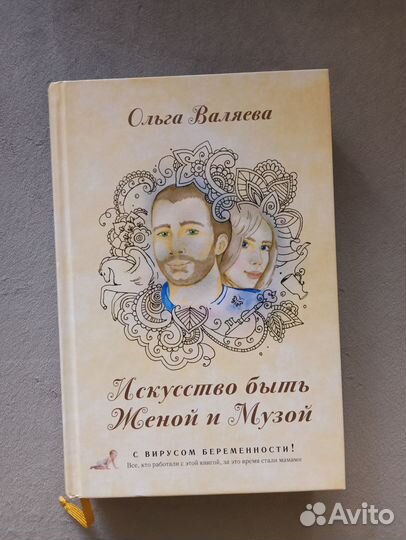 Ольга Валяева
Искусство быть
Женой и Музой
С ВИРУСОМ БЕРЕМЕННОСТИ!
Все, кто работали с этой книгой, за это время стали мамами
Avito